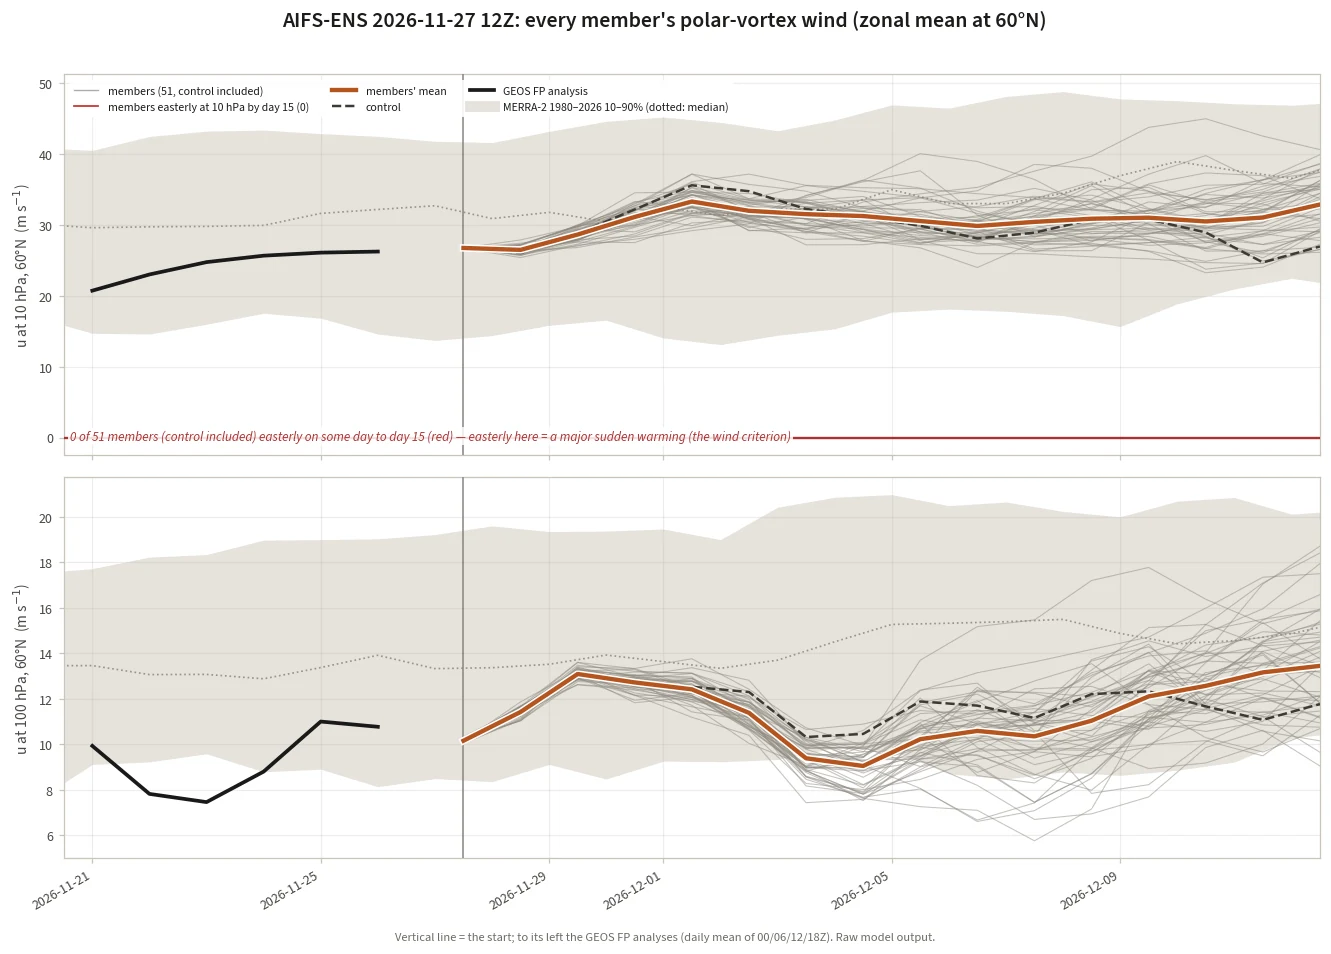 AIFS-ENS 2026-11-27 12Z: every member's polar-vortex wind (zonal mean at 60°N)
members (51, control included)
members easterly at 10 hPa by day 15 (0)
members' mean
control
GEOS FP analysis
MERRA-2 1980–2026 10–90% (dotted: median)
u at 10 hPa, 60°N (m s⁻¹)
50
40
30
20
10
0
0 of 51 members (control included) easterly on some day to day 15 (red) — easterly here = a major sudden warming (the wind criterion)
u at 100 hPa, 60°N (m s⁻¹)
20
18
16
14
12
10
8
6
2026-11-21
2026-11-25
2026-11-29
2026-12-01
2026-12-05
2026-12-09
Vertical line = the start; to its left the GEOS FP analyses (daily mean of 00/06/12/18Z). Raw model output.